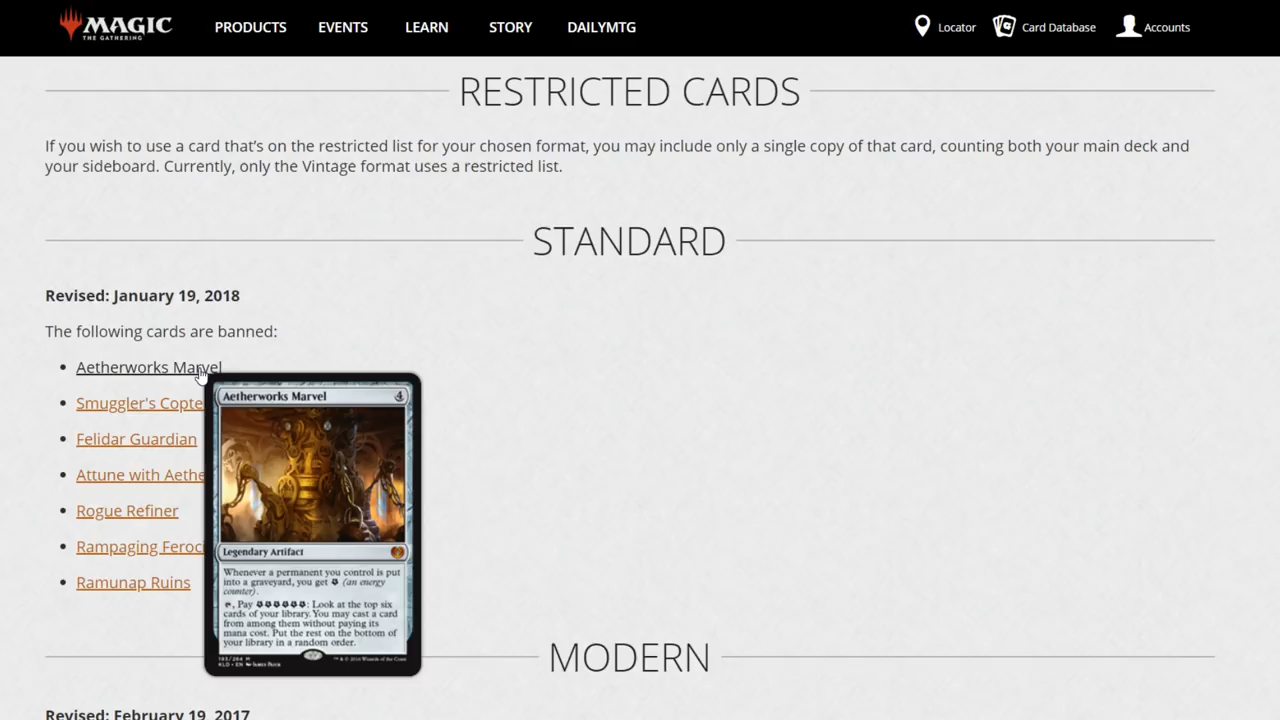 MAGIC
THE GATHERING
PRODUCTS
EVENTS
LEARN
STORY
DAILYMTG
Locator
Card Database
Accounts
RESTRICTED CARDS
If you wish to use a card that's on the restricted list for your chosen format, you may include only a single copy of that card, counting both your main deck and
your sideboard. Currently, only the Vintage format uses a restricted list.
STANDARD
Revised: January 19, 2018
The following cards are banned:
Aetherworks Marvel
Smuggler's Copte
Felidar Guardian
Attune with Aethe
Rogue Refiner
Rampaging Feroci
Ramunap Ruins
Aetherworks Marvel 4
Legendary Artifact
Whenever a permanent you control is put
into a graveyard, you get (an energy
counter).
, Pay : Look at the top six
cards of your library. You may cast a card
from among them without paying its
mana cost. Put the rest on the bottom of
your library in a random order.
MODERN
Revised: February 19, 2017